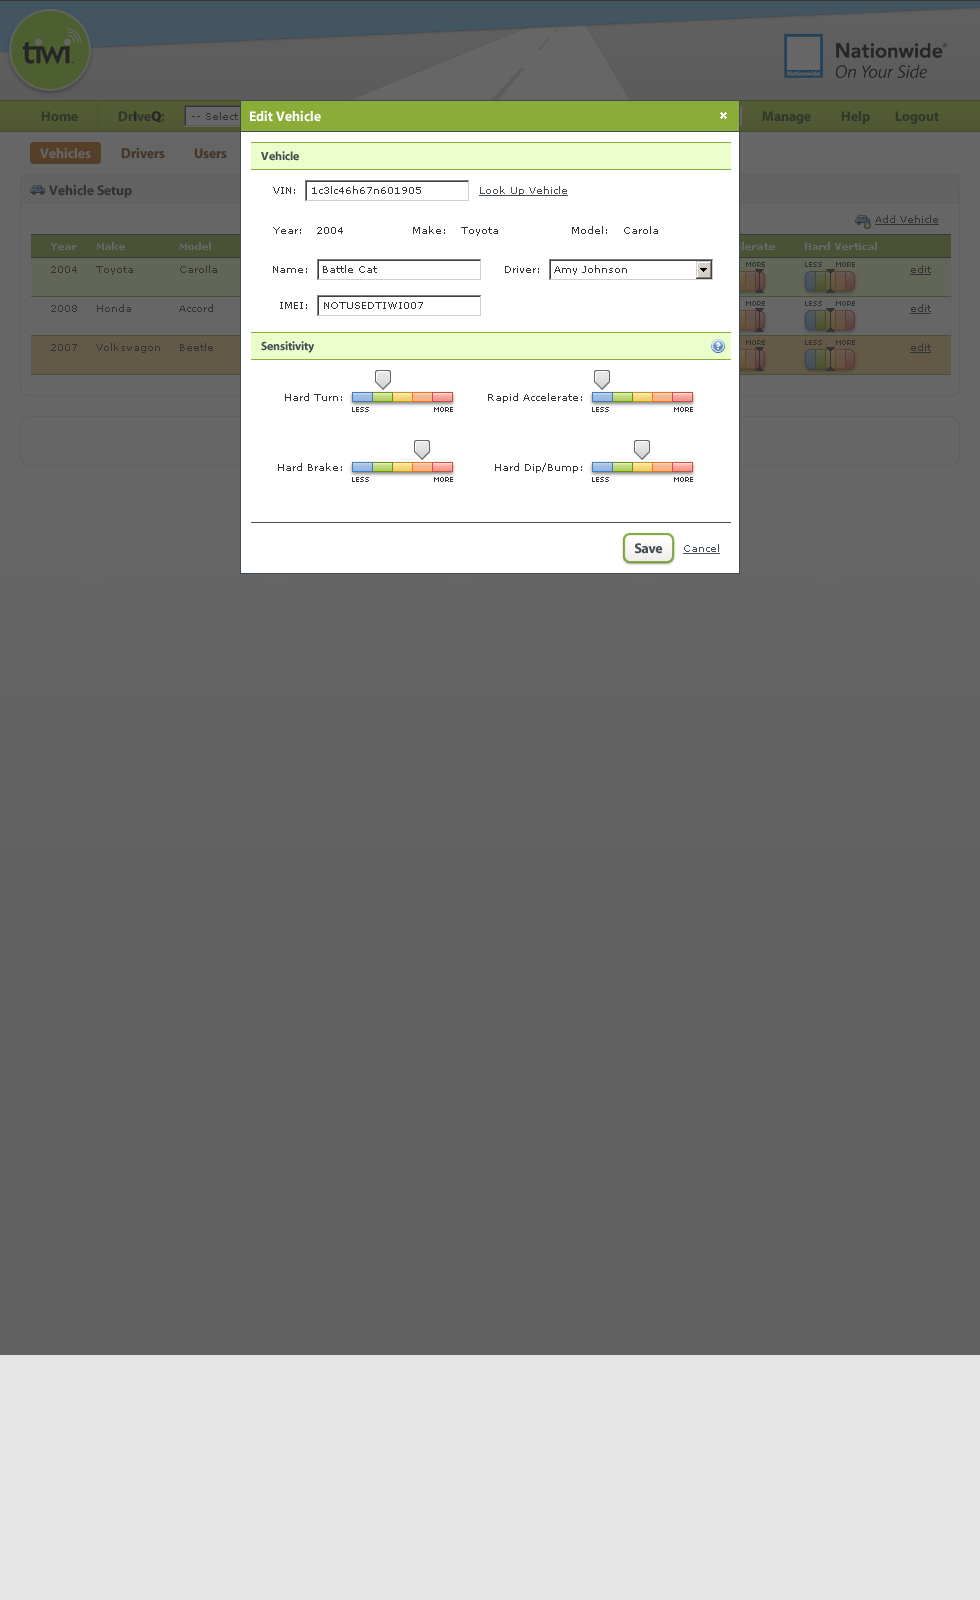 tiwi
Nationwide®
On Your Side
Nationwide
Home DriveQ: -- Select Manage Help Logout
Edit Vehicle
Vehicles Drivers Users
Vehicle
Vehicle Setup
VIN: 1c3lc46h67n601905 Look Up Vehicle
Add Vehicle
Year: 2004 Make: Toyota Model: Carola
Year Make Model lerate Hard Vertical
2004 Toyota Carolla MORE LESS MORE edit
Name: Battle Cat Driver: Amy Johnson
2008 Honda Accord MORE LESS MORE edit
IMEI: NOTUSEDTIWI007
2007 Volkswagon Beetle MORE LESS MORE edit
Sensitivity
Hard Turn: LESS MORE Rapid Accelerate: LESS MORE
Hard Brake: LESS MORE Hard Dip/Bump: LESS MORE
Save Cancel